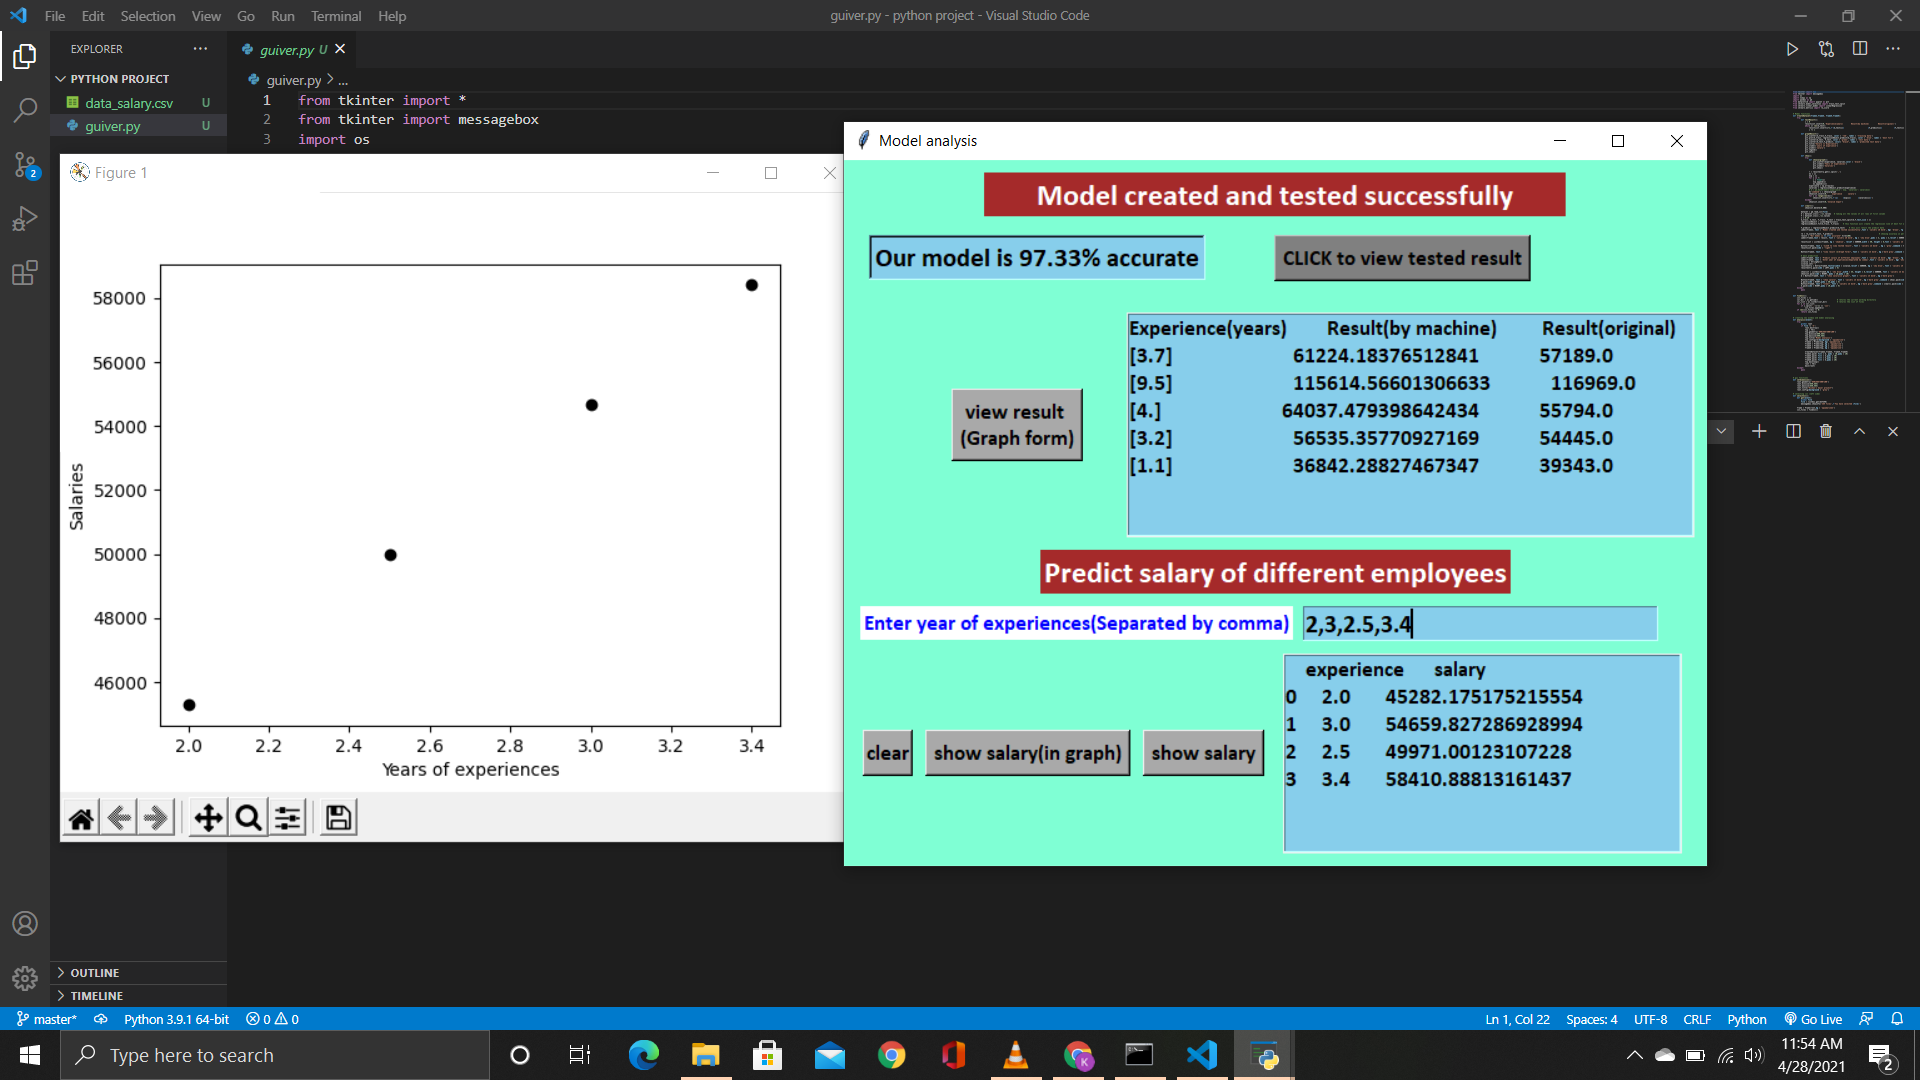 File Edit Selection View Go Run Terminal Help
guiver.py - python project - Visual Studio Code
EXPLORER
PYTHON PROJECT
data_salary.csv U
guiver.py U
guiver.py U
guiver.py > ...
1 from tkinter import *
2 from tkinter import messagebox
3 import os
Figure 1
58000
56000
54000
52000
50000
48000
46000
Salaries
2.0 2.2 2.4 2.6 2.8 3.0 3.2 3.4
Years of experiences
Model analysis
Model created and tested successfully
Our model is 97.33% accurate
CLICK to view tested result
view result
(Graph form)
Experience(years) Result(by machine) Result(original)
[3.7] 61224.18376512841 57189.0
[9.5] 115614.56601306633 116969.0
[4.] 64037.479398642434 55794.0
[3.2] 56535.35770927169 54445.0
[1.1] 36842.28827467347 39343.0
Predict salary of different employees
Enter year of experiences(Separated by comma) 2,3,2.5,3.4
clear
show salary(in graph)
show salary
experience salary
0 2.0 45282.175175215554
1 3.0 54659.827286928994
2 2.5 49971.00123107228
3 3.4 58410.88813161437
OUTLINE
TIMELINE
2
master* Python 3.9.1 64-bit 0 0
Ln 1, Col 22 Spaces: 4 UTF-8 CRLF Python Go Live
Type here to search
K
11:54 AM
4/28/2021
2